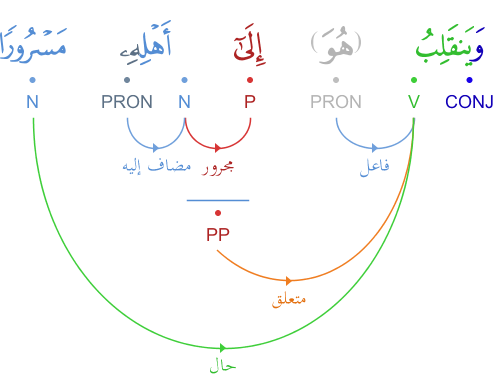 وَيَنقَلِبُ (هُوَ) إِلَىٰٓ أَهْلِهِۦ مَسْرُورًا
CONJ V PRON P N PRON N
فاعل مجرور مضاف إليه
PP
متعلق
حال